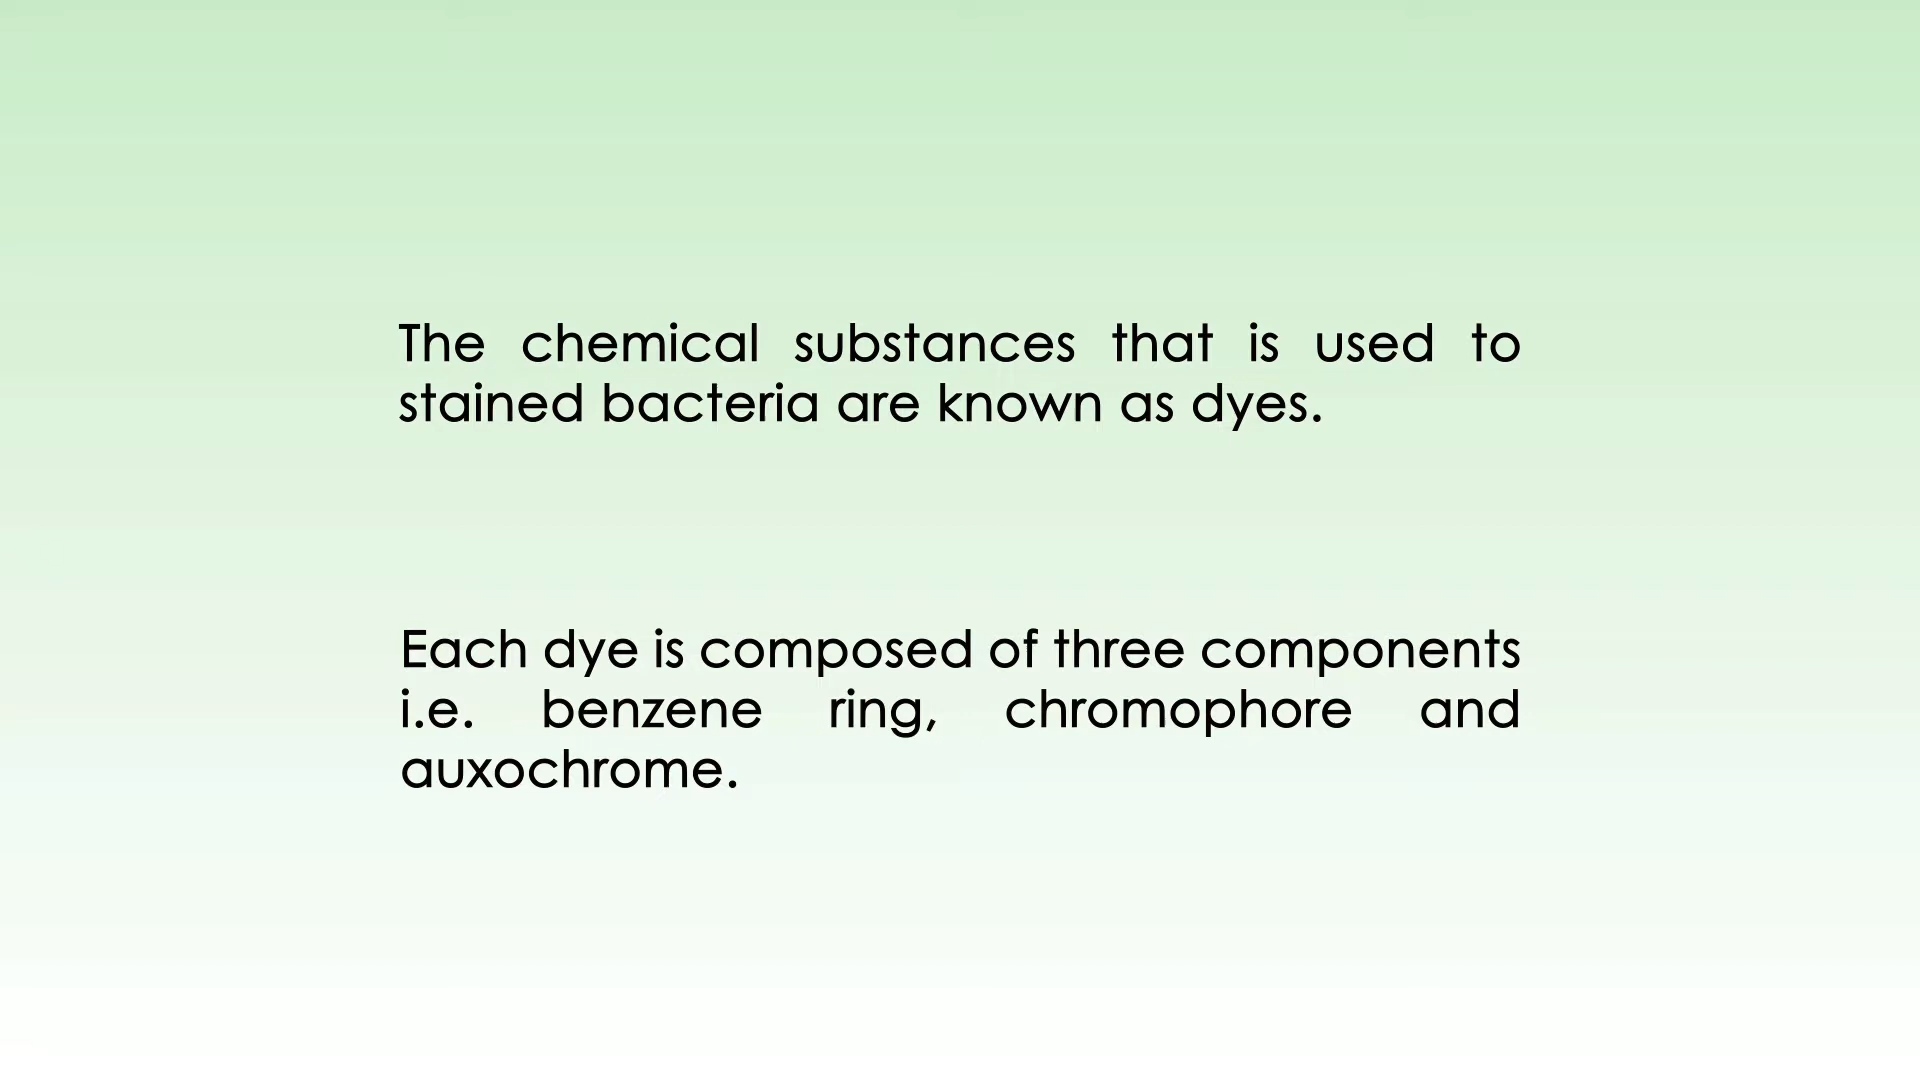 The chemical substances that is used to
stained bacteria are known as dyes.
Each dye is composed of three components
i.e. benzene ring, chromophore and
auxochrome.